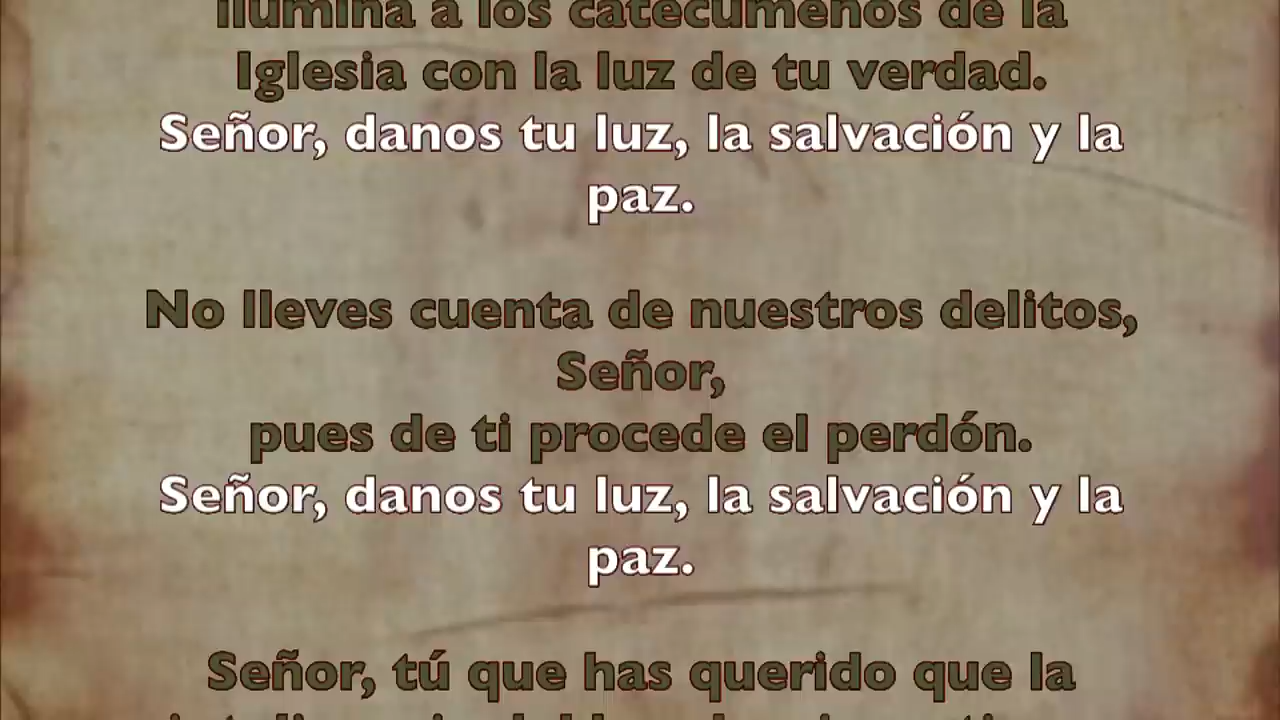 ilumina a los catecúmenos de la
Iglesia con la luz de tu verdad.
Señor, danos tu luz, la salvación y la
paz.
No lleves cuenta de nuestros delitos,
Señor,
pues de ti procede el perdón.
Señor, danos tu luz, la salvación y la
paz.
Señor, tú que has querido que la